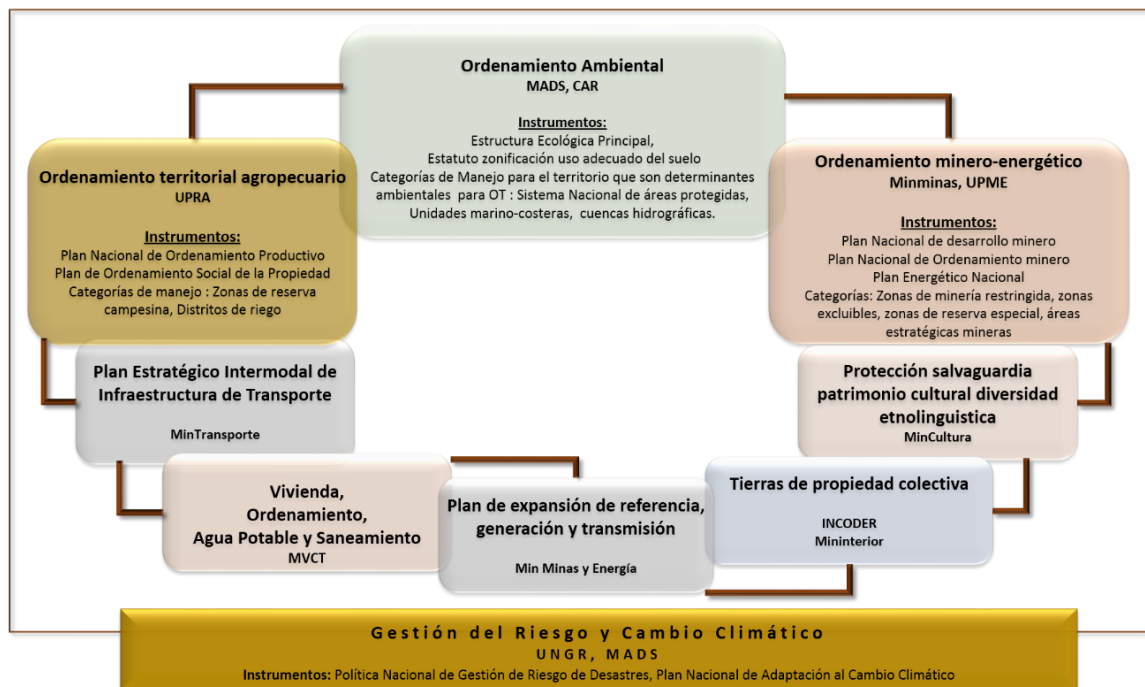 Ordenamiento Ambiental
MADS, CAR
Instrumentos:
Estructura Ecológica Principal,
Estatuto zonificación uso adecuado del suelo
Categorías de Manejo para el territorio que son determinantes
ambientales para OT : Sistema Nacional de áreas protegidas,
Unidades marino-costeras, cuencas hidrográficas.
Ordenamiento territorial agropecuario
UPRA
Instrumentos:
Plan Nacional de Ordenamiento Productivo
Plan de Ordenamiento Social de la Propiedad
Categorías de manejo : Zonas de reserva
campesina, Distritos de riego
Ordenamiento minero-energético
Minminas, UPME
Instrumentos:
Plan Nacional de desarrollo minero
Plan Nacional de Ordenamiento minero
Plan Energético Nacional
Categorías: Zonas de minería restringida, zonas
excluibles, zonas de reserva especial, áreas
estratégicas mineras
Plan Estratégico Intermodal de
Infraestructura de Transporte
MinTransporte
Protección salvaguardia
patrimonio cultural diversidad
etnolinguistica
MinCultura
Vivienda,
Ordenamiento,
Agua Potable y Saneamiento
MVCT
Plan de expansión de referencia,
generación y transmisión
Min Minas y Energía
Tierras de propiedad colectiva
INCODER
Mininterior
Gestión del Riesgo y Cambio Climático
UNGR, MADS
Instrumentos: Política Nacional de Gestión de Riesgo de Desastres, Plan Nacional de Adaptación al Cambio Climático